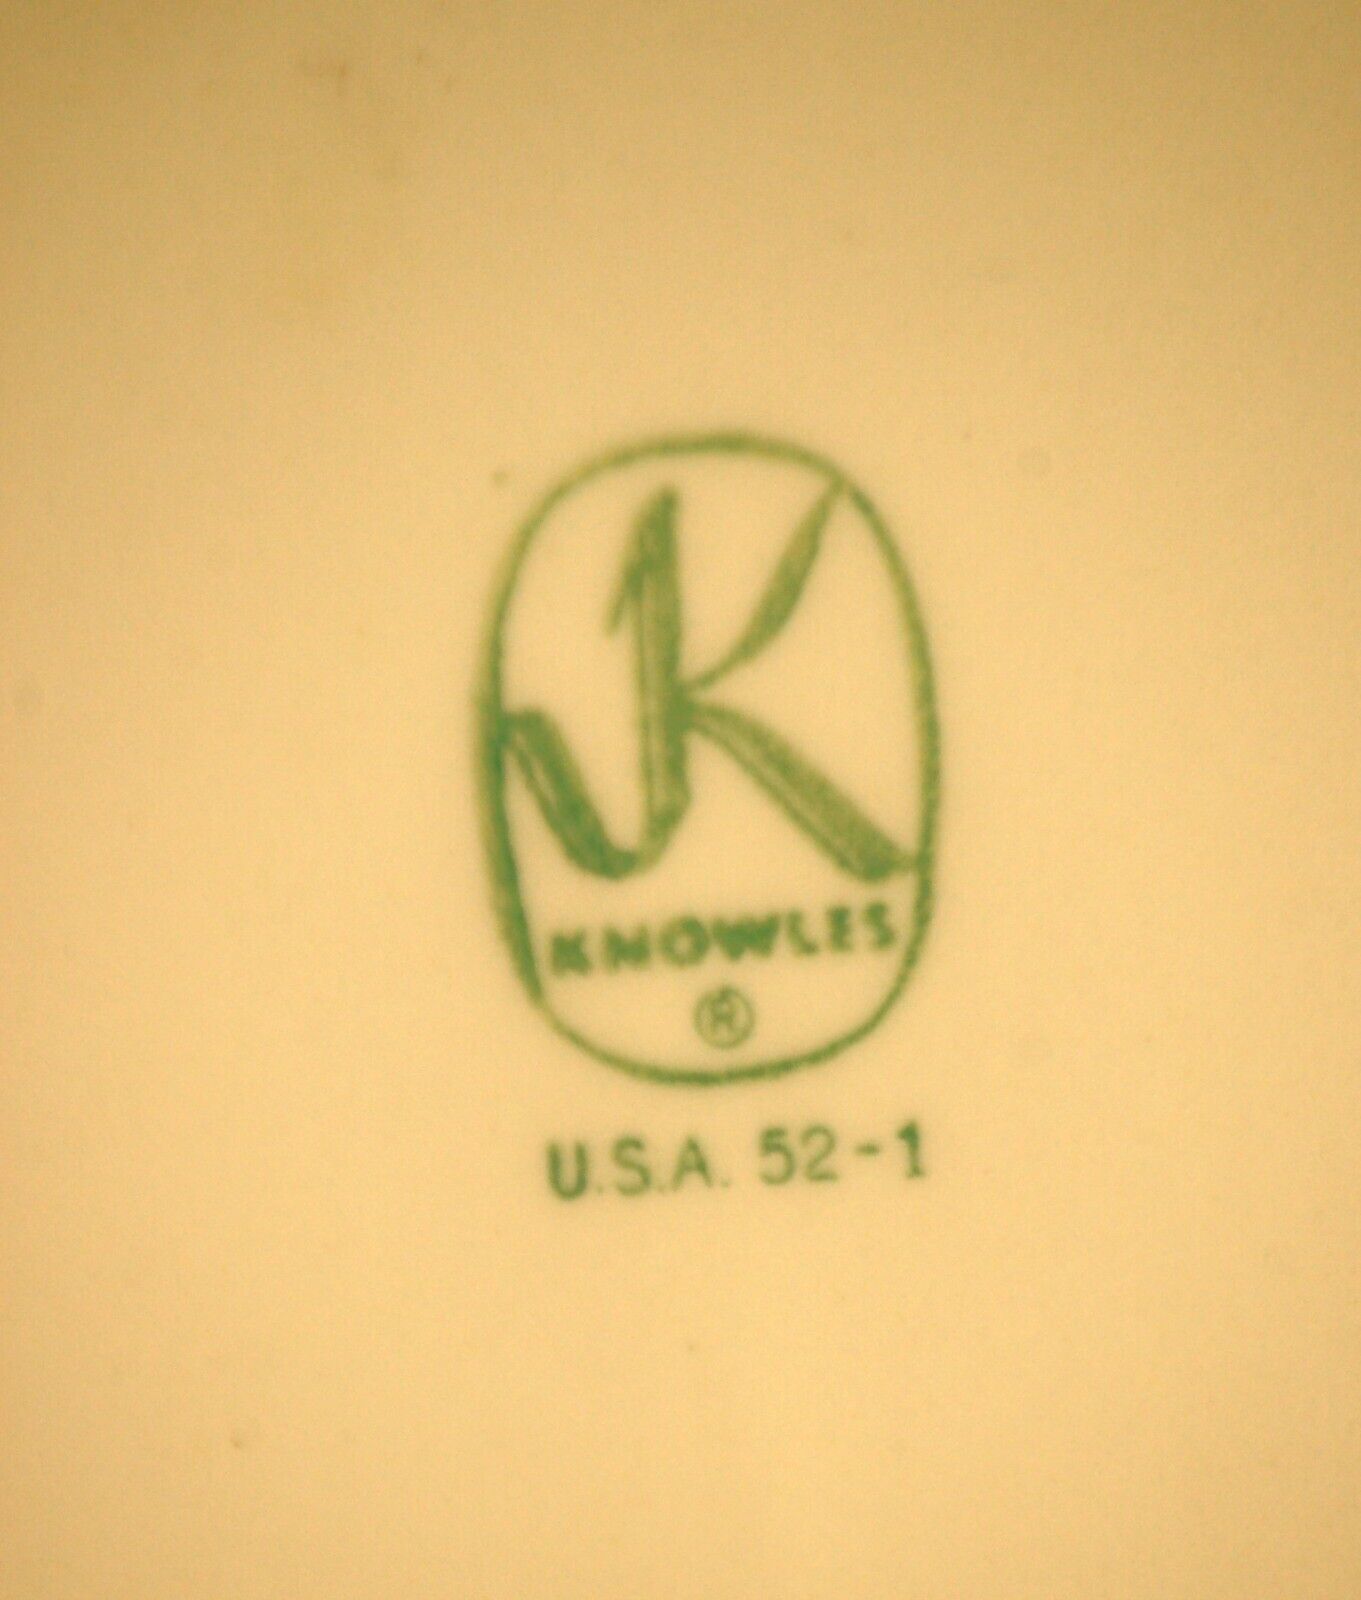 K
KNOWLES
®
U.S.A. 52-1